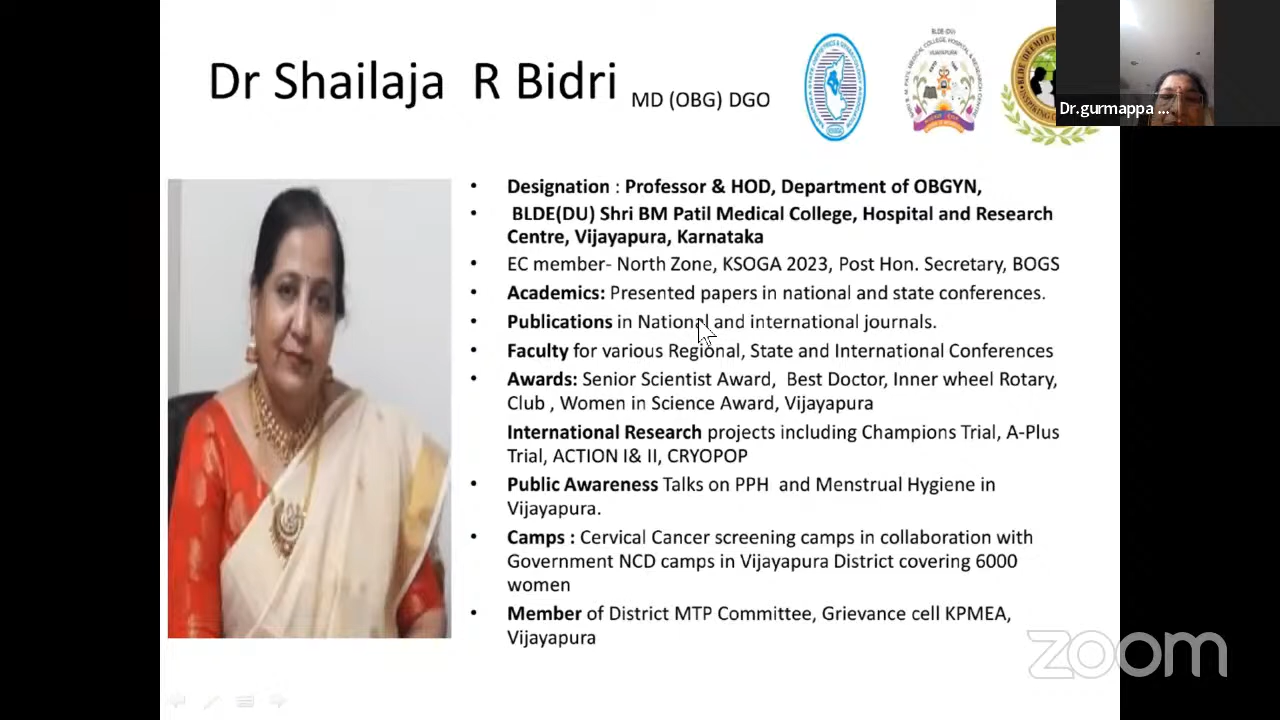 Dr Shailaja R Bidri MD (OBG) DGO
Dr.gurmappa ...
• Designation : Professor & HOD, Department of OBGYN,
• BLDE(DU) Shri BM Patil Medical College, Hospital and Research
Centre, Vijayapura, Karnataka
• EC member- North Zone, KSOGA 2023, Post Hon. Secretary, BOGS
• Academics: Presented papers in national and state conferences.
• Publications in National and international journals.
• Faculty for various Regional, State and International Conferences
• Awards: Senior Scientist Award, Best Doctor, Inner wheel Rotary,
Club , Women in Science Award, Vijayapura
International Research projects including Champions Trial, A-Plus
Trial, ACTION I& II, CRYOPOP
• Public Awareness Talks on PPH and Menstrual Hygiene in
Vijayapura.
• Camps : Cervical Cancer screening camps in collaboration with
Government NCD camps in Vijayapura District covering 6000
women
• Member of District MTP Committee, Grievance cell KPMEA,
Vijayapura
zoom